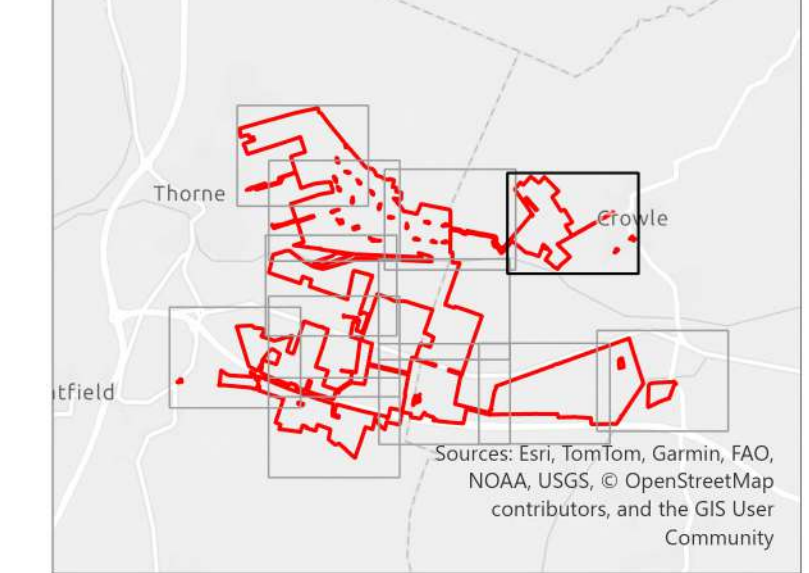 Thorne
Crowle
tfield
Sources: Esri, TomTom, Garmin, FAO,
NOAA, USGS, © OpenStreetMap
contributors, and the GIS User
Community